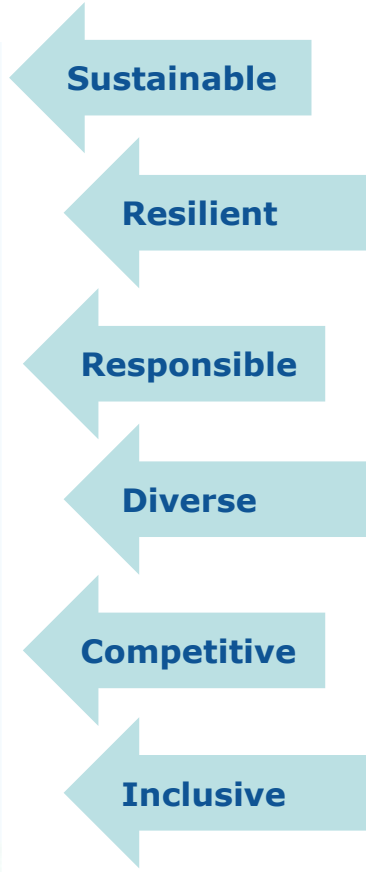 Sustainable
Resilient
Responsible
Diverse
Competitive
Inclusive